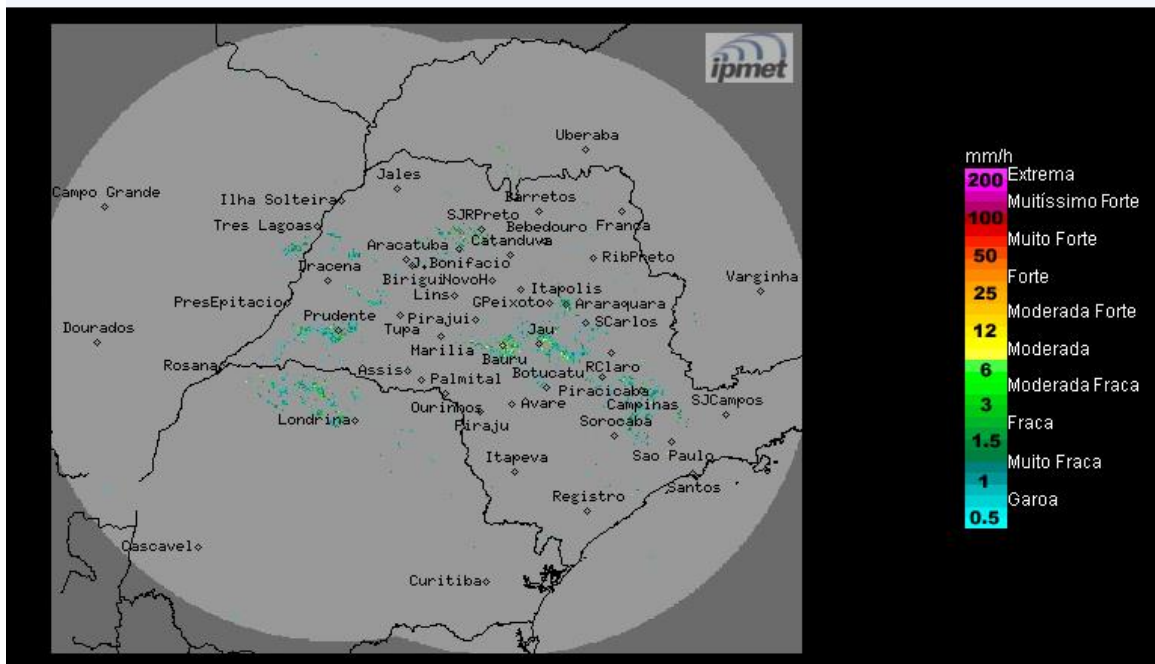 ipmet
Uberaba
Jales
Campo Grande
Ilha Solteira
Barretos
SJRPreto
Tres Lagoas
Bebedouro
Franca
Aracatuba
Catanduva
J.Bonifacio
RibPreto
Dracena
Varginha
Birigui
NovoH
Itapolis
PresEpitacio
Lins
GPeixoto
Araraquara
Prudente
Pirajui
SCarlos
Dourados
Tupa
Jau
Marilia
Bauru
Rosana
Assis
Botucatu
RClaro
Palmital
Piracicaba
SJCampos
Ourinhos
Avare
Campinas
Londrina
Piraju
Sorocaba
Itapeva
Sao Paulo
Santos
Registro
Cascavel
Curitiba
mm/h
200 Extrema
Muitíssimo Forte
100
Muito Forte
50
Forte
25
Moderada Forte
12
Moderada
6
Moderada Fraca
3
Fraca
1.5
Muito Fraca
1
Garoa
0.5